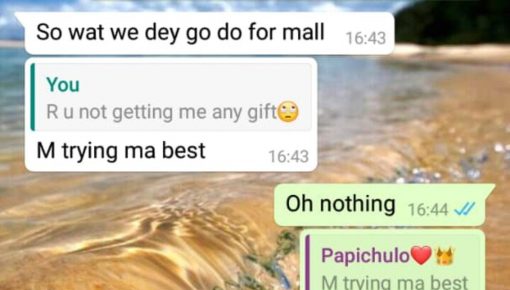 So wat we dey go do for mall 16:43
You
R u not getting me any gift🙄
M trying ma best 16:43
Oh nothing 16:44
Papichulo❤👑
M trying ma best